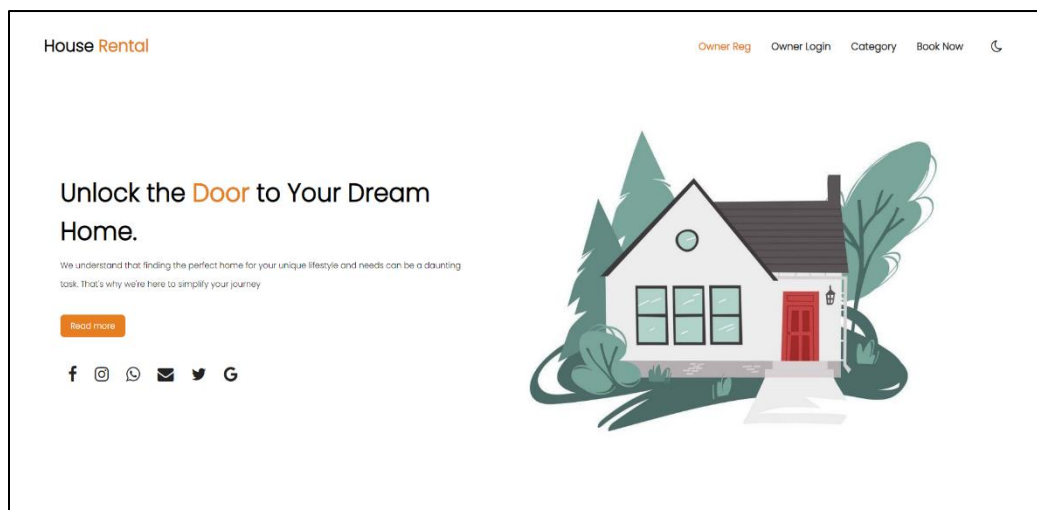 House Rental
Owner Reg Owner Login Category Book Now
Unlock the Door to Your Dream
Home.
We understand that finding the perfect home for your unique lifestyle and needs can be a daunting
task. That's why we're here to simplify your journey
Read more